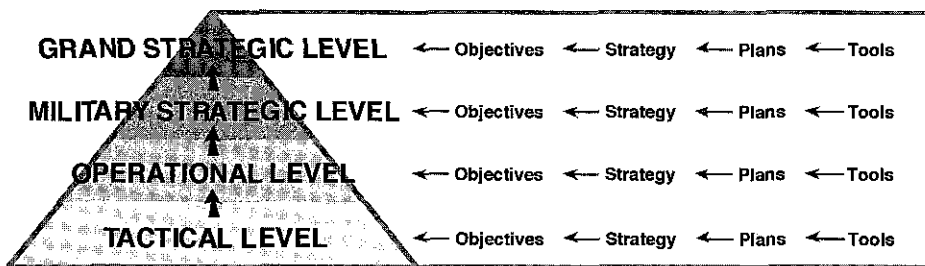 GRAND STRATEGIC LEVEL Objectives Strategy Plans Tools
MILITARY STRATEGIC LEVEL Objectives Strategy Plans Tools
OPERATIONAL LEVEL Objectives Strategy Plans Tools
TACTICAL LEVEL Objectives Strategy Plans Tools